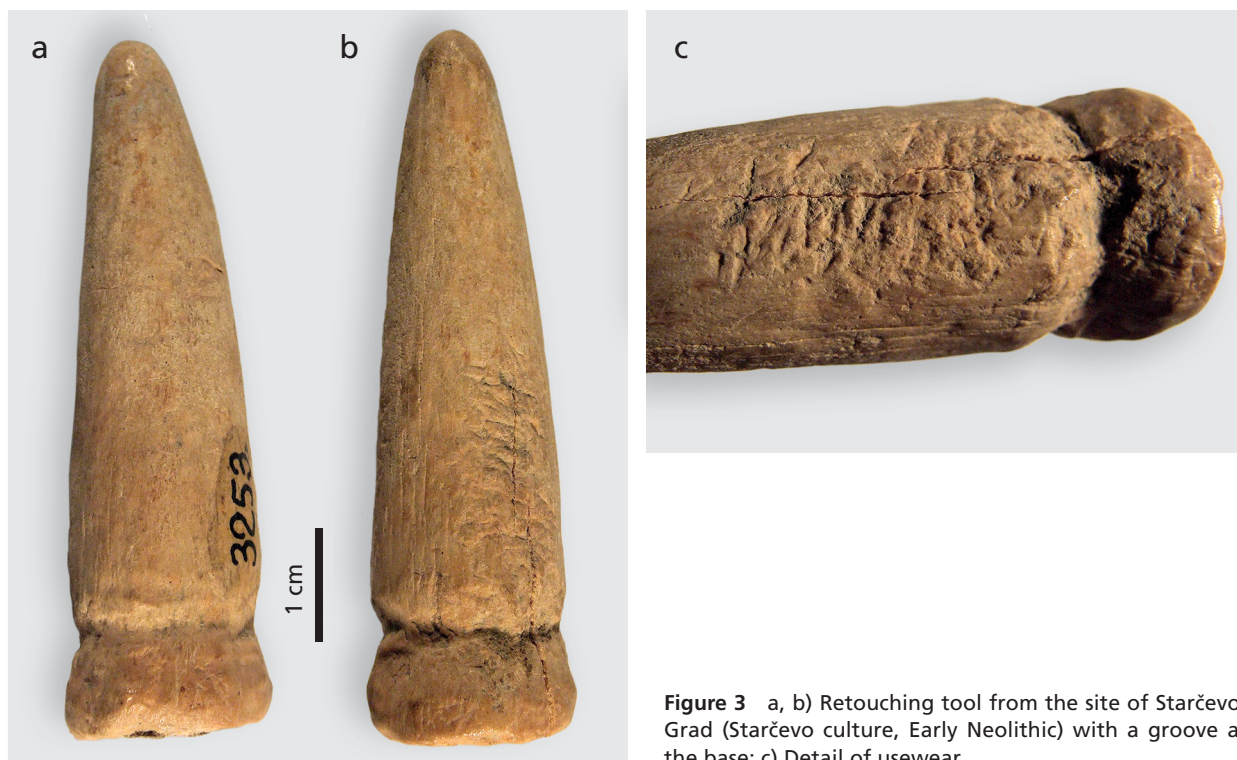 a
b
c
3253
1 cm
Figure 3 a, b) Retouching tool from the site of Starčevo
Grad (Starčevo culture, Early Neolithic) with a groove a
the base; c) Detail of usewear